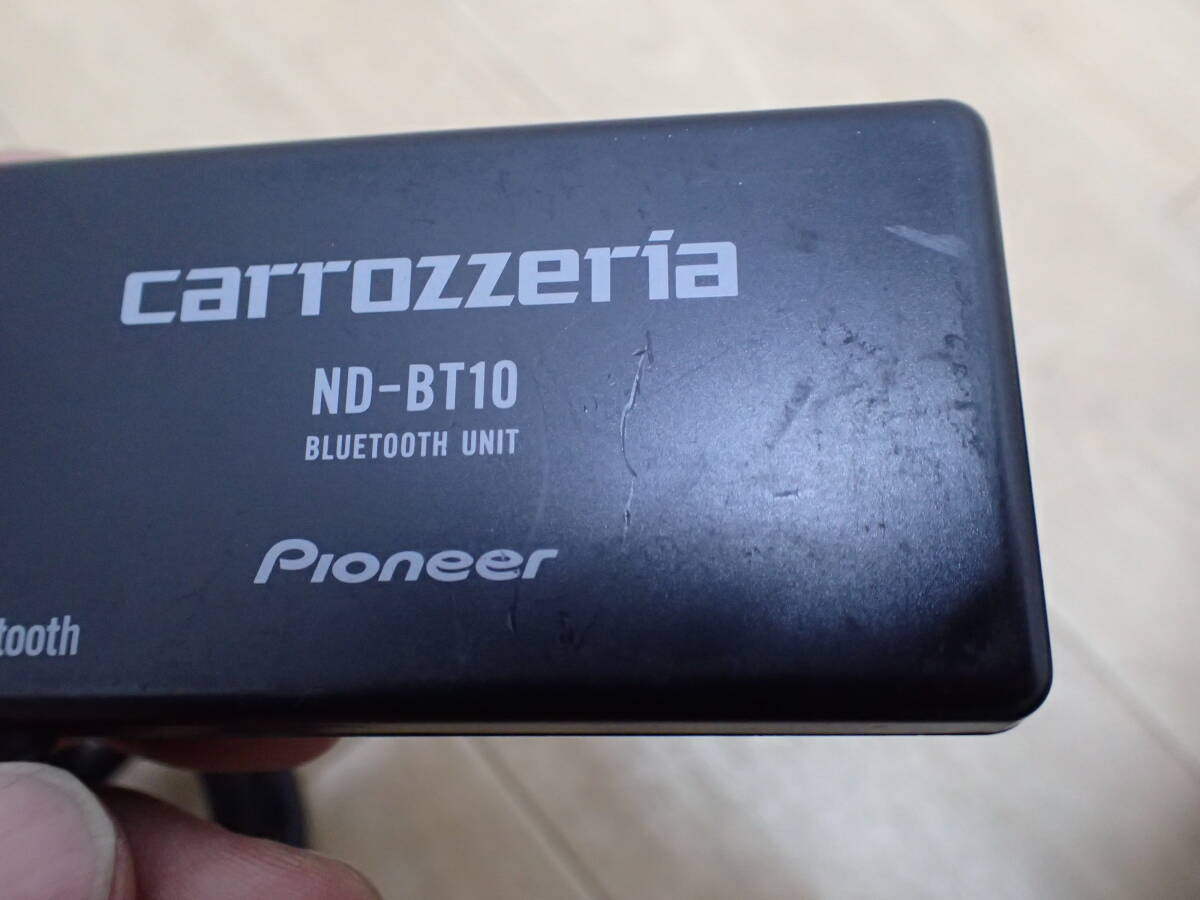 carrozzeria
ND-BT10
BLUETOOTH UNIT
Pioneer
tooth